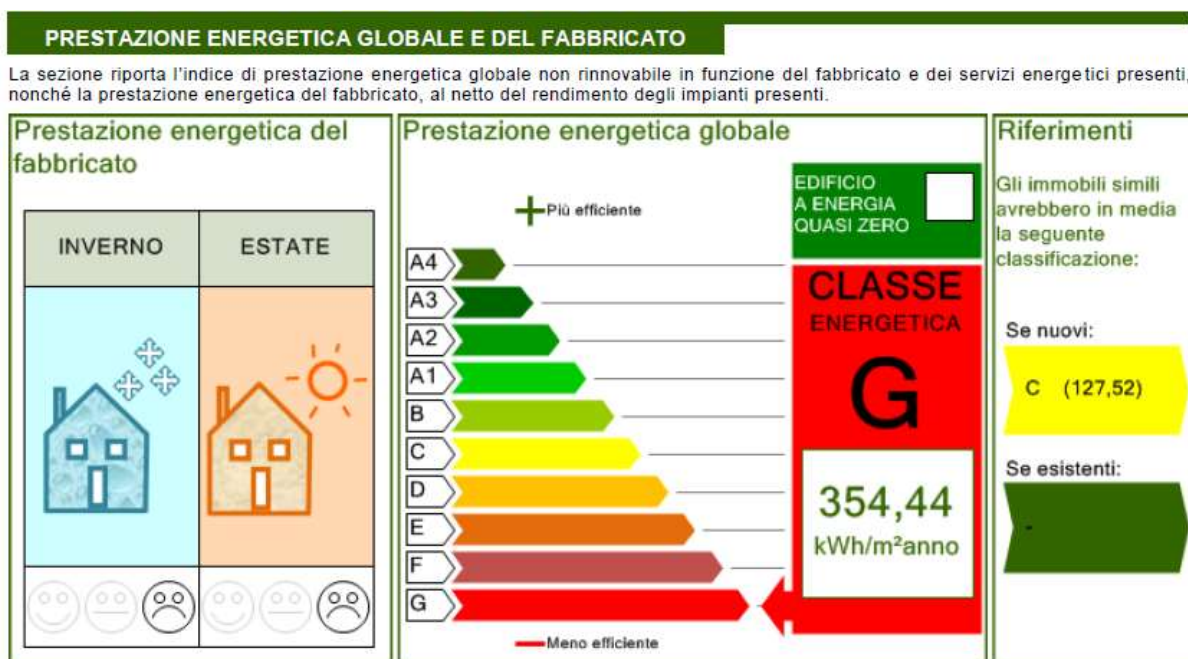 PRESTAZIONE ENERGETICA GLOBALE E DEL FABBRICATO
La sezione riporta l'indice di prestazione energetica globale non rinnovabile in funzione del fabbricato e dei servizi energetici presenti,
nonché la prestazione energetica del fabbricato, al netto del rendimento degli impianti presenti.
Prestazione energetica del
fabbricato
INVERNO
ESTATE
Prestazione energetica globale
Più efficiente
A4
A3
A2
A1
B
C
D
E
F
G
Meno efficiente
EDIFICIO
A ENERGIA
QUASI ZERO
CLASSE
ENERGETICA
G
354,44
kWh/m²anno
Riferimenti
Gli immobili simili
avrebbero in media
la seguente
classificazione:
Se nuovi:
C (127,52)
Se esistenti:
-